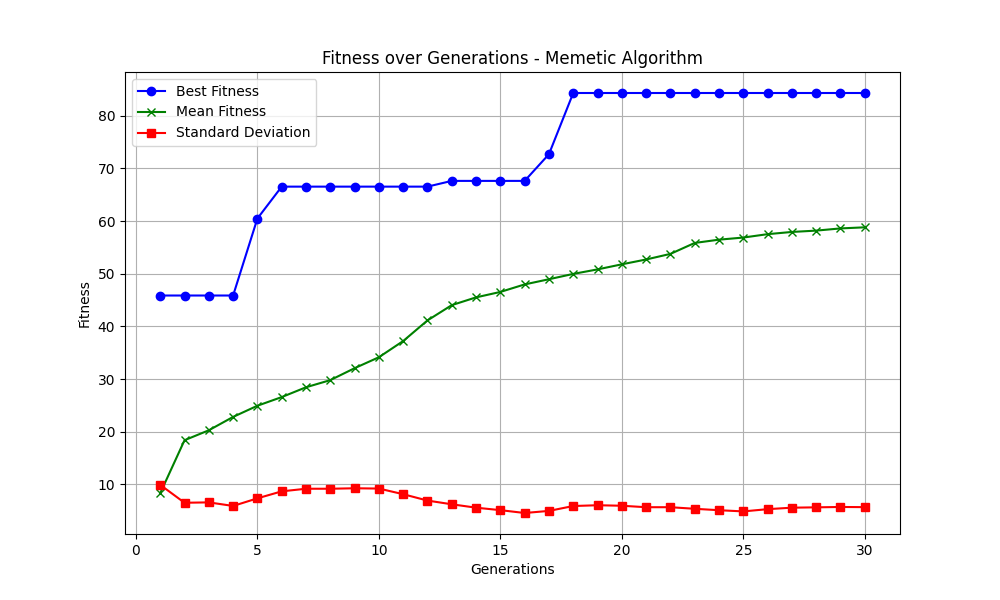 Fitness over Generations - Memetic Algorithm
Best Fitness
Mean Fitness
Standard Deviation
Fitness
80
70
60
50
40
30
20
10
0 5 10 15 20 25 30
Generations